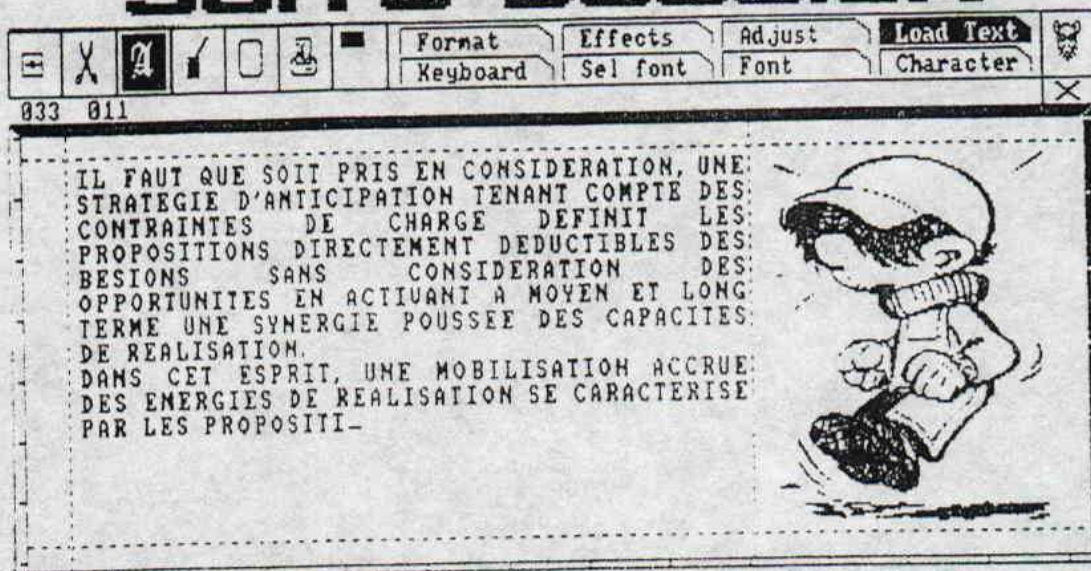 Format Effects Adjust Load Text
Keyboard Sel font Font Character
033 011
IL FAUT QUE SOIT PRIS EN CONSIDERATION, UNE
STRATEGIE D'ANTICIPATION TENANT COMPTE DES
CONTRAINTES DE CHARGE DEFINIT LES
PROPOSITIONS DIRECTEMENT DEDUCTIBLES DES
BESIONS SANS CONSIDERATION DES
OPPORTUNITES EN ACTIVANT A MOYEN ET LONG
TERME UNE SYNERGIE POUSSEE DES CAPACITES
DE REALISATION.
DANS CET ESPRIT, UNE MOBILISATION ACCRUE
DES ENERGIES DE REALISATION SE CARACTERISE
PAR LES PROPOSITI_